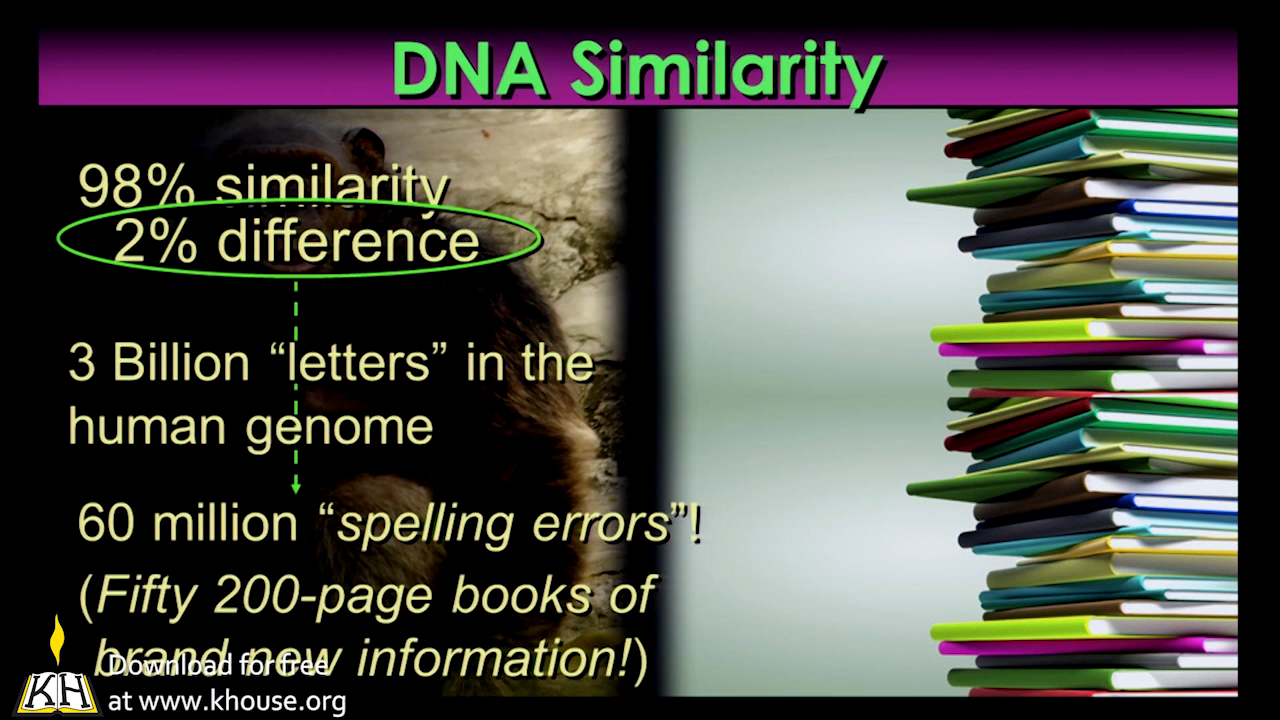 DNA Similarity
98% similarity
2% difference
3 Billion “letters” in the
human genome
60 million “spelling errors”!
(Fifty 200-page books of
brand new information!)
KH
Download for free
at www.khouse.org